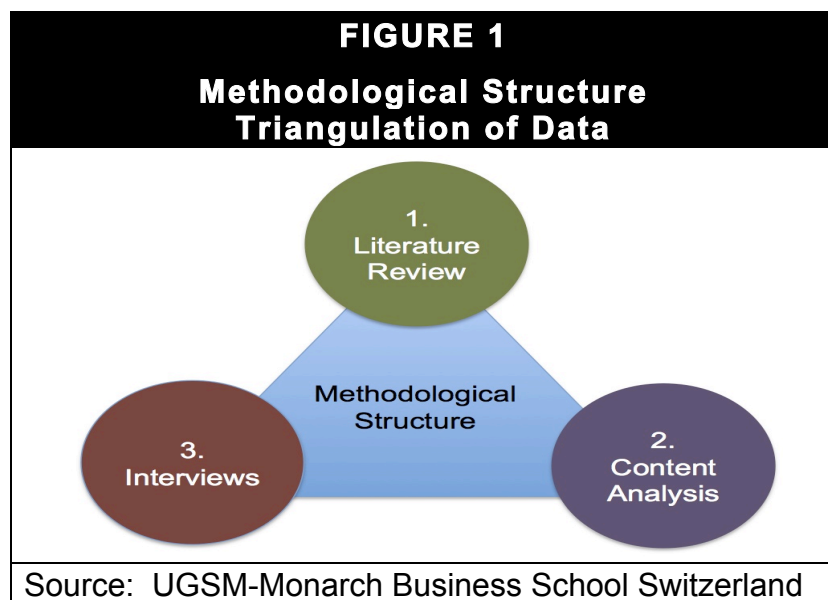 FIGURE 1
Methodological Structure
Triangulation of Data
1.
Literature
Review
Methodological
Structure
3.
Interviews
2.
Content
Analysis
Source: UGSM-Monarch Business School Switzerland